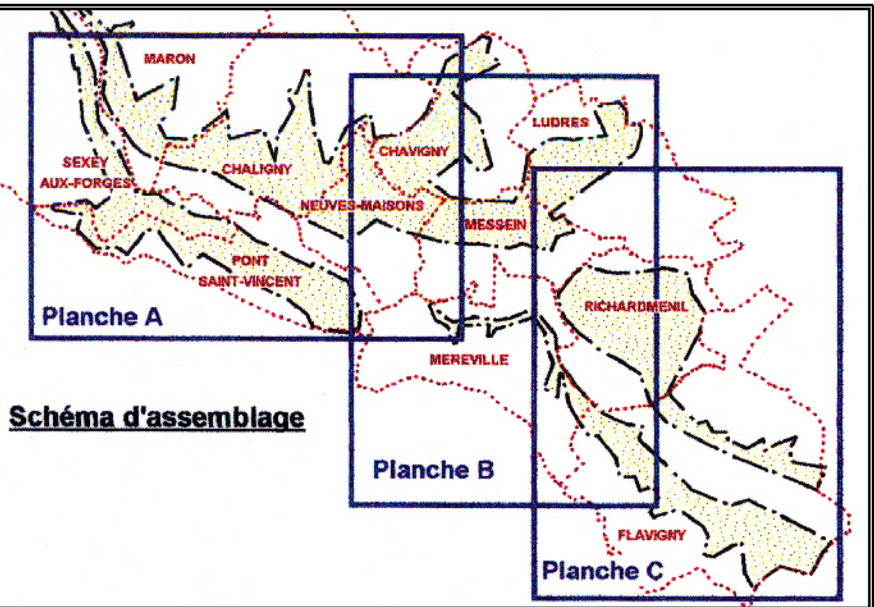 MARON
LUDRES
CHAVIGNY
SEXEY
AUX-FORGES
CHALIGNY
NEUVES-MAISONS
MESSEIN
PONT
SAINT-VINCENT
RICHARDMENIL
Planche A
MEREVILLE
Schéma d'assemblage
Planche B
FLAVIGNY
Planche C